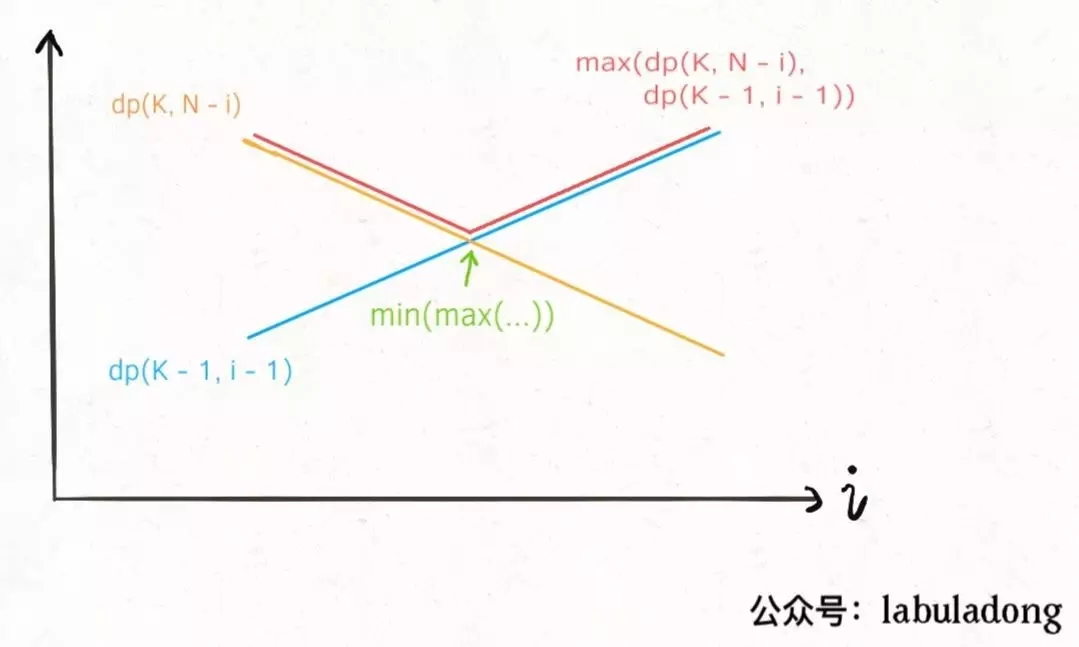 max(dp(K, N - i),
dp(K - 1, i - 1))
dp(K, N - i)
min(max(...))
dp(K - 1, i - 1)
i
公众号：labuladong